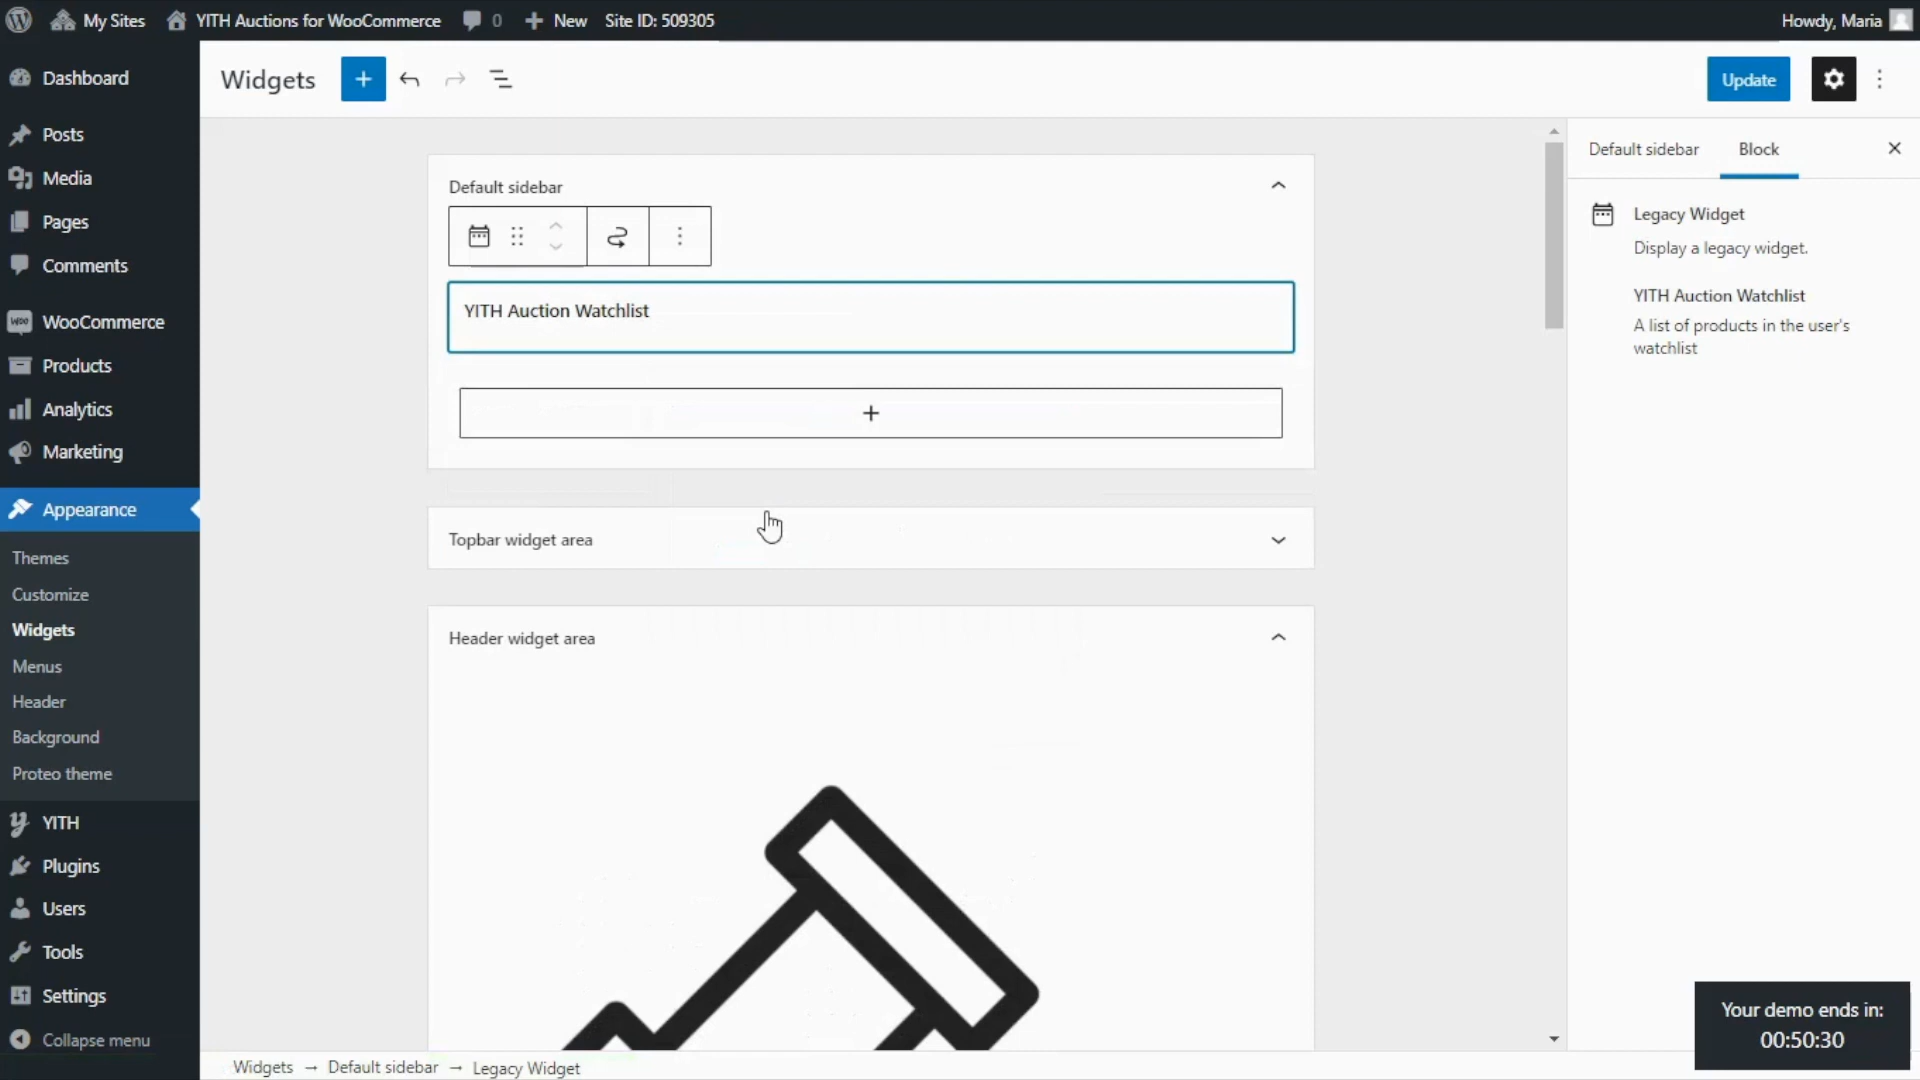 My Sites
YITH Auctions for WooCommerce
0
New
Site ID: 509305
Howdy, Maria
Dashboard
Posts
Media
Pages
Comments
Woo
WooCommerce
Products
Analytics
Marketing
Appearance
Themes
Customize
Widgets
Menus
Header
Background
Proteo theme
YITH
Plugins
Users
Tools
Settings
Collapse menu
Widgets
Update
Default sidebar
YITH Auction Watchlist
Topbar widget area
Header widget area
Default sidebar
Block
Legacy Widget
Display a legacy widget.
YITH Auction Watchlist
A list of products in the user's
watchlist
Your demo ends in:
00:50:30
Widgets → Default sidebar → Legacy Widget